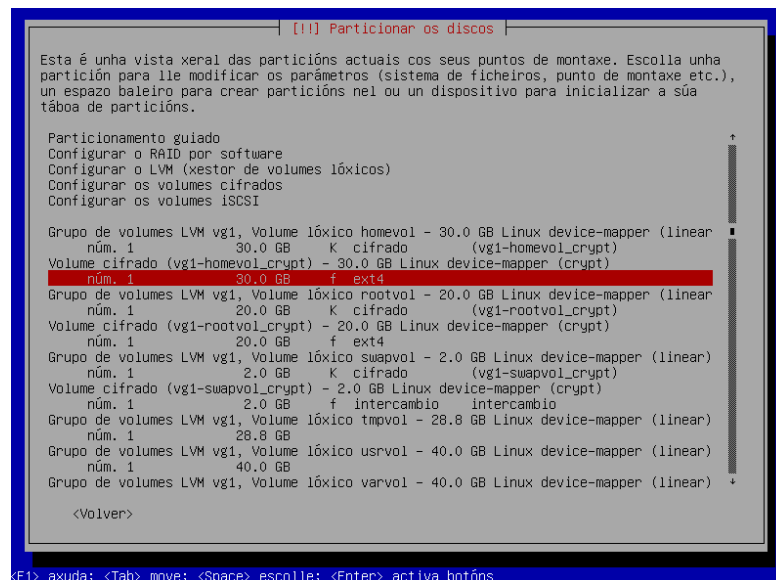 [!!] Particionar os discos
Esta é unha vista xeral das particións actuais cos seus puntos de montaxe. Escolla unha
partición para lle modificar os parámetros (sistema de ficheiros, punto de montaxe etc.),
un espazo baleiro para crear particións nel ou un dispositivo para inicializar a súa
táboa de particións.
Particionamento guiado
Configurar o RAID por software
Configurar o LVM (xestor de volumes lóxicos)
Configurar os volumes cifrados
Configurar os volumes iSCSI
Grupo de volumes LVM vg1, Volume lóxico homevol - 30.0 GB Linux device-mapper (linear
núm. 1 30.0 GB K cifrado (vg1-homevol_crypt)
Volume cifrado (vg1-homevol_crypt) - 30.0 GB Linux device-mapper (crypt)
núm. 1 30.0 GB f ext4
Grupo de volumes LVM vg1, Volume lóxico rootvol - 20.0 GB Linux device-mapper (linear
núm. 1 20.0 GB K cifrado (vg1-rootvol_crypt)
Volume cifrado (vg1-rootvol_crypt) - 20.0 GB Linux device-mapper (crypt)
núm. 1 20.0 GB f ext4
Grupo de volumes LVM vg1, Volume lóxico swapvol - 2.0 GB Linux device-mapper (linear)
núm. 1 2.0 GB K cifrado (vg1-swapvol_crypt)
Volume cifrado (vg1-swapvol_crypt) - 2.0 GB Linux device-mapper (crypt)
núm. 1 2.0 GB f intercambio intercambio
Grupo de volumes LVM vg1, Volume lóxico tmpvol - 28.8 GB Linux device-mapper (linear)
núm. 1 28.8 GB
Grupo de volumes LVM vg1, Volume lóxico usrvol - 40.0 GB Linux device-mapper (linear)
núm. 1 40.0 GB
Grupo de volumes LVM vg1, Volume lóxico varvol - 40.0 GB Linux device-mapper (linear)
<Volver>
<F1> axuda; <Tab> move; <Space> escolle; <Enter> activa botóns